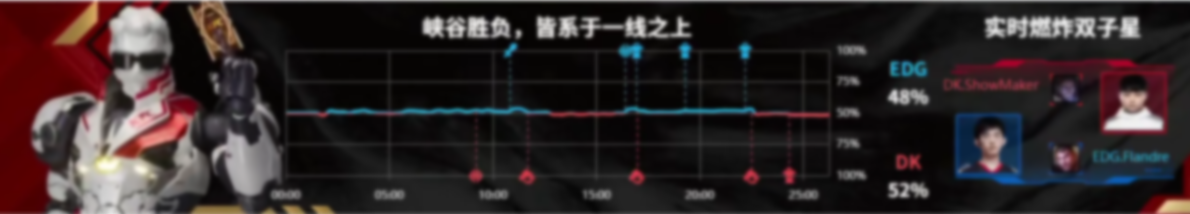 峡谷胜负，皆系于一线之上
实时燃炸双子星
100%
75%
50%
75%
100%
00:00
05:00
10:00
15:00
20:00
25:00
EDG
48%
DK
52%
DK.ShowMaker
EDG.Flandre